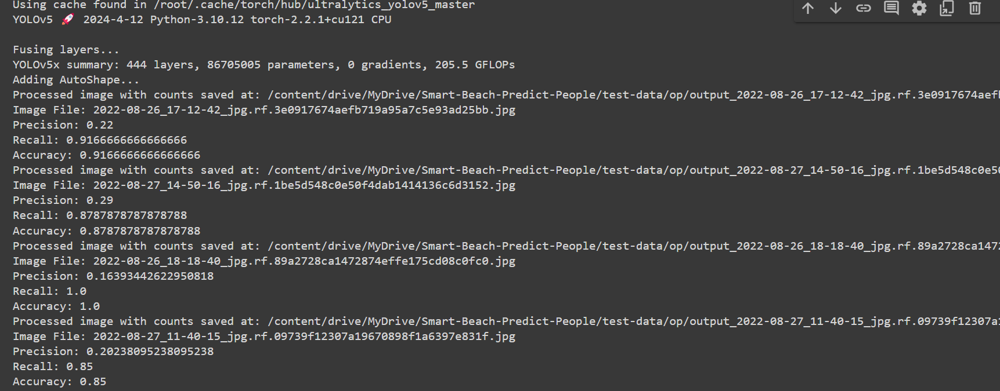 Using cache found in /root/.cache/torch/hub/ultralytics_yolov5_master
YOLOv5 🚀 2024-4-12 Python-3.10.12 torch-2.2.1+cu121 CPU
Fusing layers...
YOLOv5x summary: 444 layers, 86705005 parameters, 0 gradients, 205.5 GFLOPs
Adding AutoShape...
Processed image with counts saved at: /content/drive/MyDrive/Smart-Beach-Predict-People/test-data/op/output_2022-08-26_17-12-42_jpg.rf.3e0917674aef
Image File: 2022-08-26_17-12-42_jpg.rf.3e0917674aefb719a95a7c5e93ad25bb.jpg
Precision: 0.22
Recall: 0.9166666666666666
Accuracy: 0.9166666666666666
Processed image with counts saved at: /content/drive/MyDrive/Smart-Beach-Predict-People/test-data/op/output_2022-08-27_14-50-16_jpg.rf.1be5d548c0e5
Image File: 2022-08-27_14-50-16_jpg.rf.1be5d548c0e50f4dab1414136c6d3152.jpg
Precision: 0.29
Recall: 0.8787878787878788
Accuracy: 0.8787878787878788
Processed image with counts saved at: /content/drive/MyDrive/Smart-Beach-Predict-People/test-data/op/output_2022-08-26_18-18-40_jpg.rf.89a2728ca1472
Image File: 2022-08-26_18-18-40_jpg.rf.89a2728ca1472874effe175cd08c0fc0.jpg
Precision: 0.16393442622950818
Recall: 1.0
Accuracy: 1.0
Processed image with counts saved at: /content/drive/MyDrive/Smart-Beach-Predict-People/test-data/op/output_2022-08-27_11-40-15_jpg.rf.09739f12307a1
Image File: 2022-08-27_11-40-15_jpg.rf.09739f12307a19670898f1a6397e831f.jpg
Precision: 0.20238095238095238
Recall: 0.85
Accuracy: 0.85